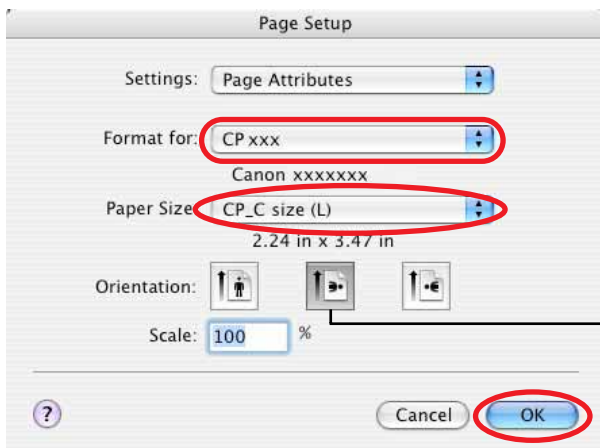 Page Setup
Settings: Page Attributes
Format for: CP xxx
Canon xxxxxxx
Paper Size CP_C size (L)
2.24 in x 3.47 in
Orientation:
Scale: 100 %
? Cancel OK